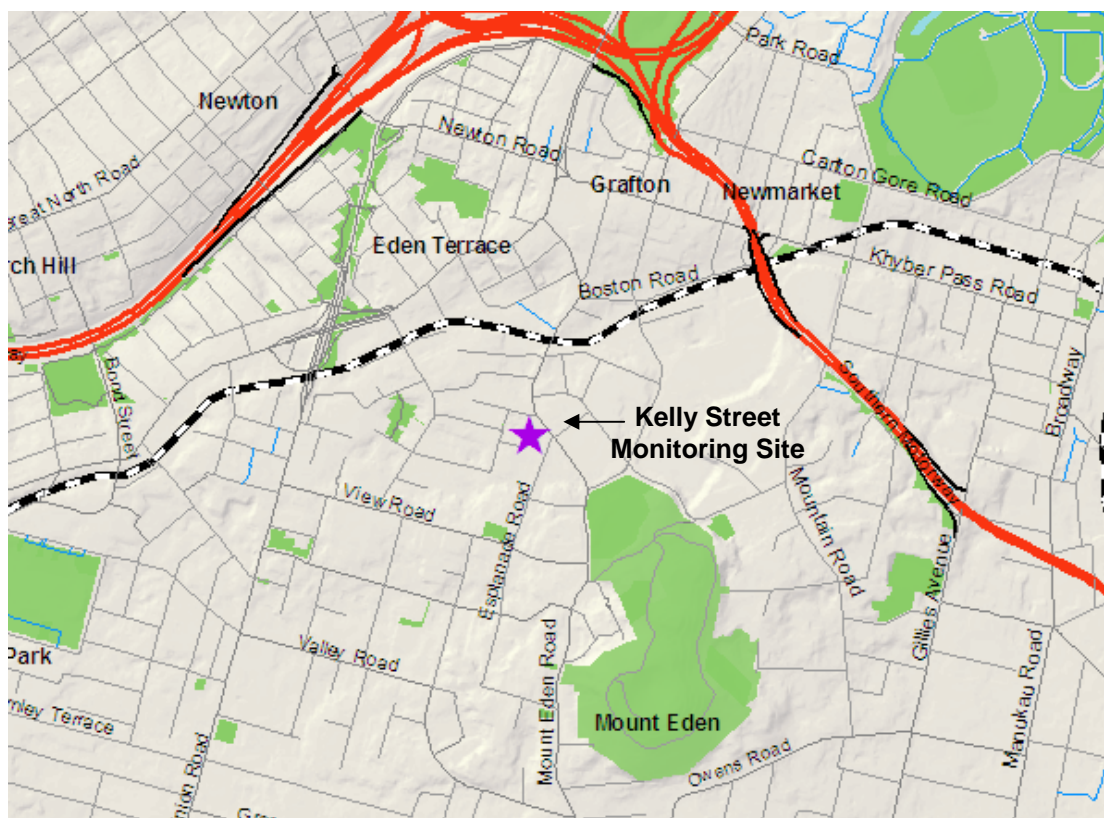 Park Road
Newton
Newton Road
Carlton Gore Road
Grafton
Newmarket
Great North Road
Eden Terrace
rch Hill
Boston Road
Khyber Pass Road
Bond Street
Southern Motorway
Broadway
Kelly Street
Monitoring Site
View Road
Esplanade Road
Mountain Road
Gillies Avenue
Valley Road
Park
Mount Eden Road
Manukau Road
rnley Terrace
Mount Eden
Owens Road
nion Road